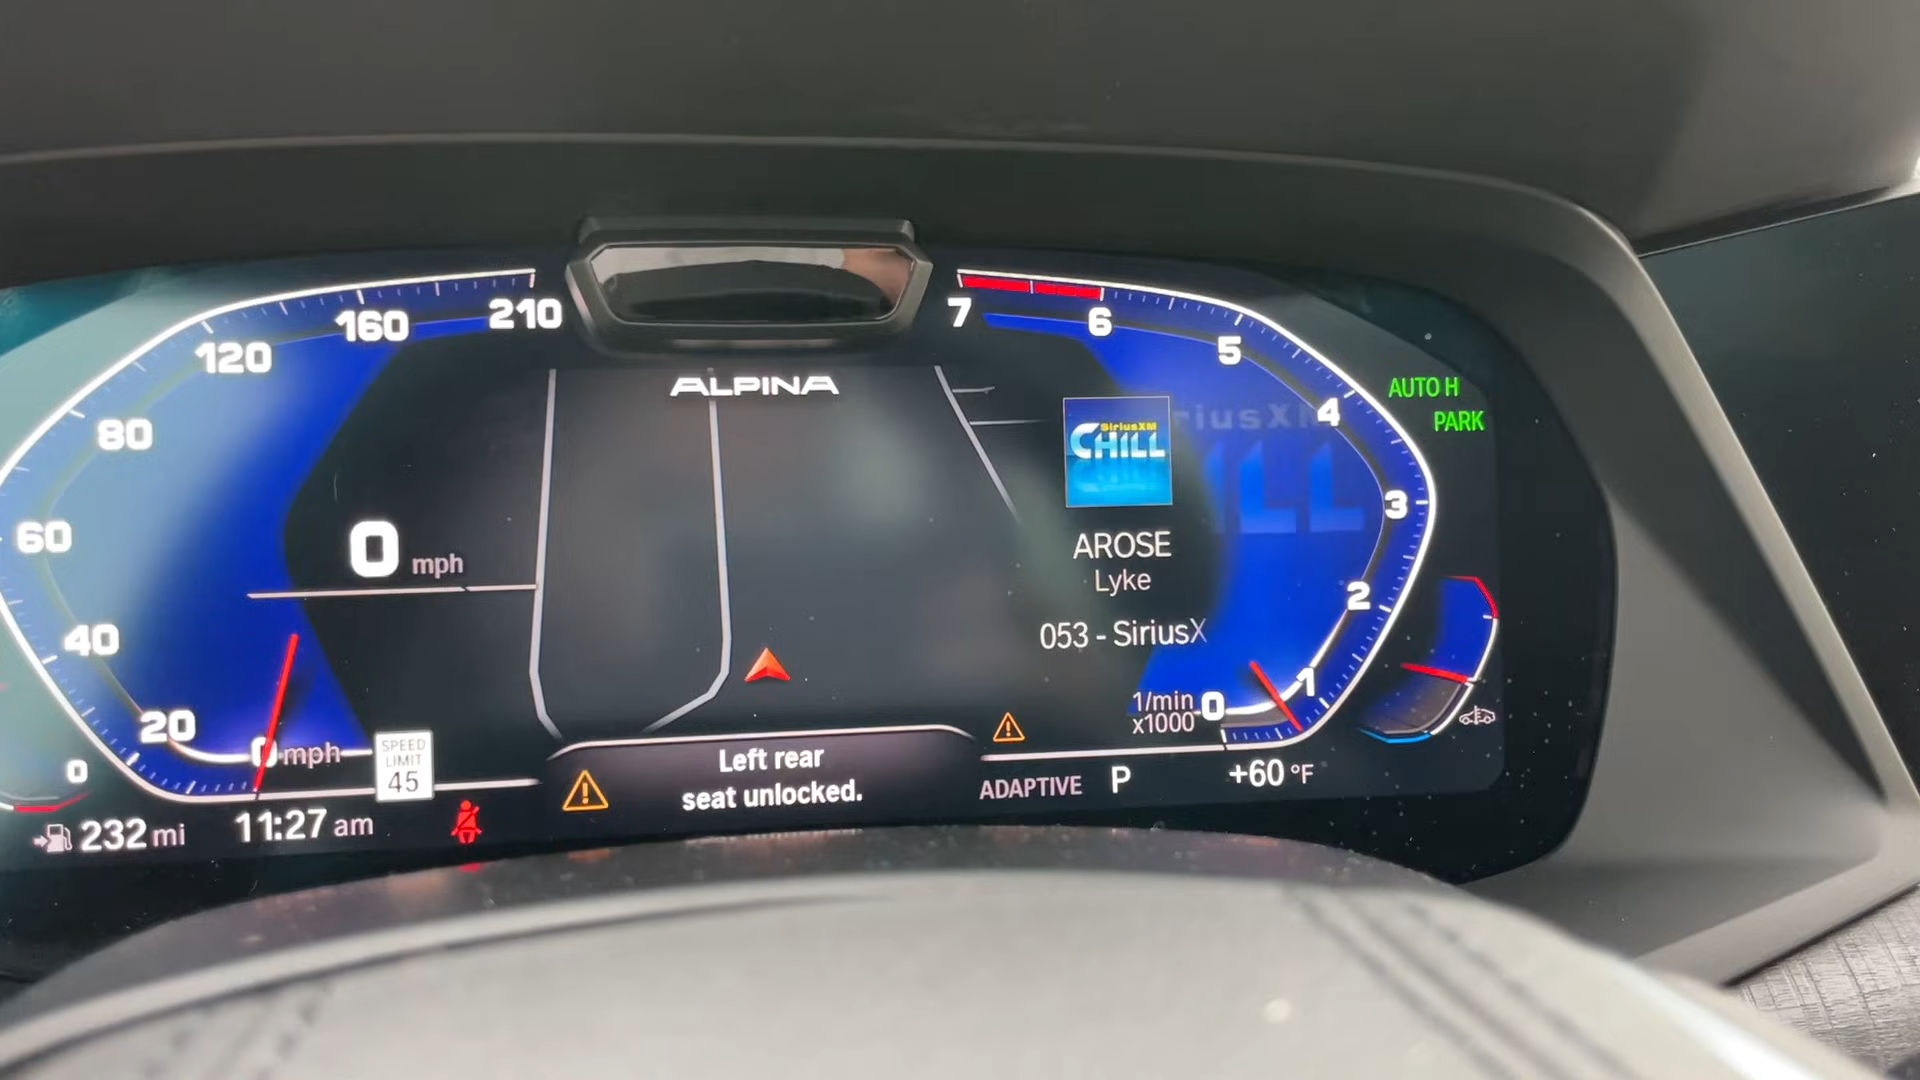 210
160
120
80
60
40
20
0 mph
0
0 mph
SPEED
LIMIT
45
232 mi
11:27 am
ALPINA
Left rear
seat unlocked.
7
6
5
4
3
2
1
0
1/min
x1000
SiriusXM
CHILL
AROSE
Lyke
053 - SiriusX
ADAPTIVE P
+60 °F
AUTO H
PARK